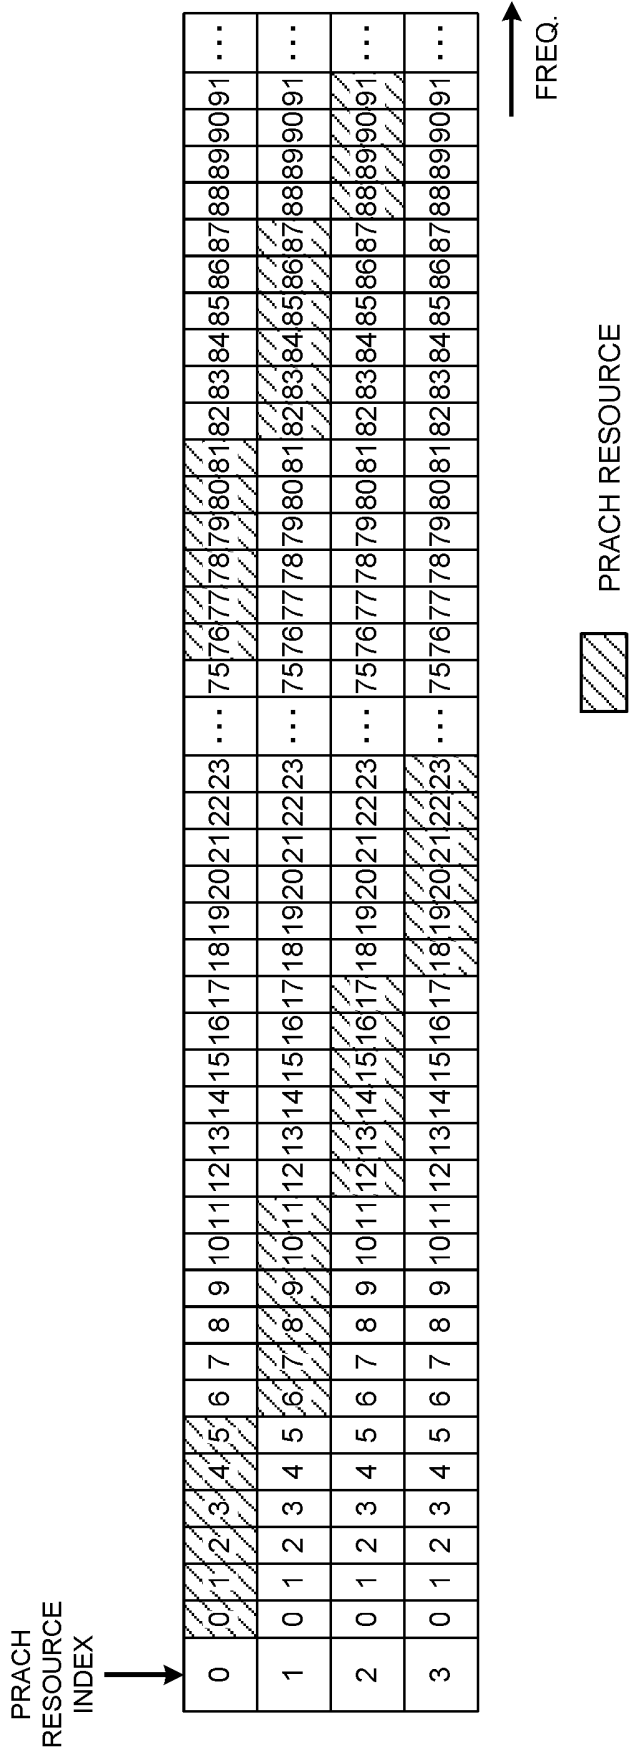 PRACH
RESOURCE
INDEX
0 0 1 2 3 4 5 6 7 8 9 10 11 12 13 14 15 16 17 18 19 20 21 22 23 ... 75 76 77 78 79 80 81 82 83 84 85 86 87 88 89 90 91 ...
1 0 1 2 3 4 5 6 7 8 9 10 11 12 13 14 15 16 17 18 19 20 21 22 23 ... 75 76 77 78 79 80 81 82 83 84 85 86 87 88 89 90 91 ...
2 0 1 2 3 4 5 6 7 8 9 10 11 12 13 14 15 16 17 18 19 20 21 22 23 ... 75 76 77 78 79 80 81 82 83 84 85 86 87 88 89 90 91 ...
3 0 1 2 3 4 5 6 7 8 9 10 11 12 13 14 15 16 17 18 19 20 21 22 23 ... 75 76 77 78 79 80 81 82 83 84 85 86 87 88 89 90 91 ...
FREQ.
PRACH RESOURCE